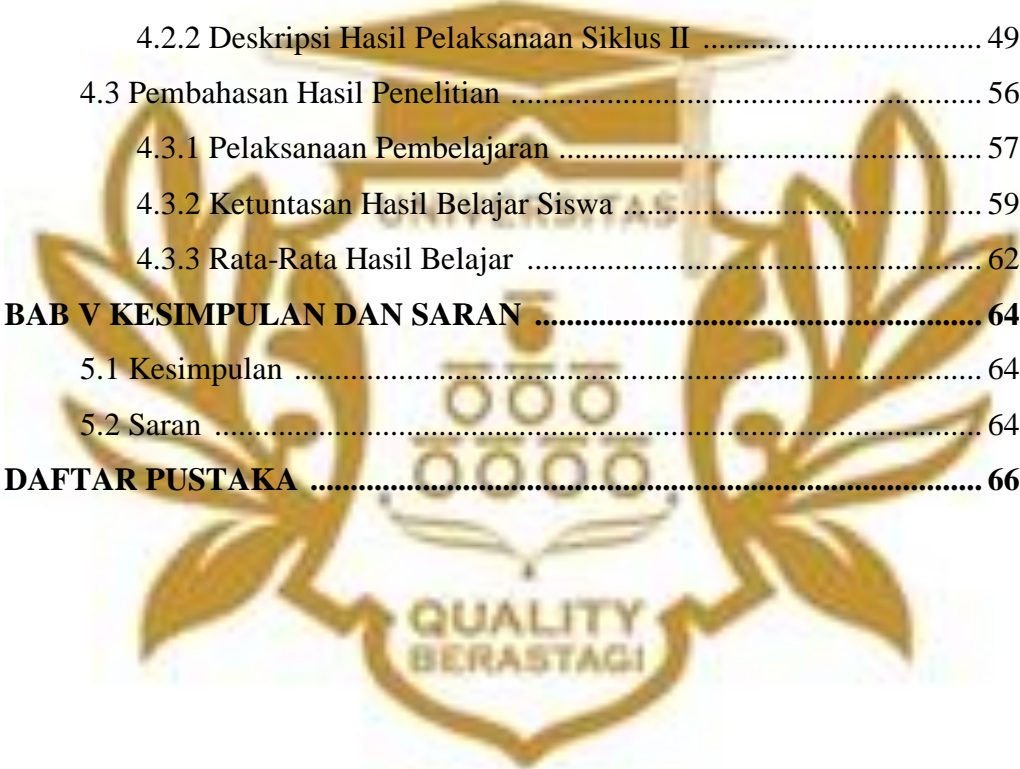 4.2.2 Deskripsi Hasil Pelaksanaan Siklus II ................................ 49
4.3 Pembahasan Hasil Penelitian ...................................................... 56
4.3.1 Pelaksanaan Pembelajaran ................................................ 57
4.3.2 Ketuntasan Hasil Belajar Siswa ......................................... 59
4.3.3 Rata-Rata Hasil Belajar .................................................... 62
BAB V KESIMPULAN DAN SARAN ................................................... 64
5.1 Kesimpulan .............................................................................. 64
5.2 Saran ....................................................................................... 64
DAFTAR PUSTAKA ............................................................................. 66
UNIVERSITAS
QUALITY
BERASTAGI